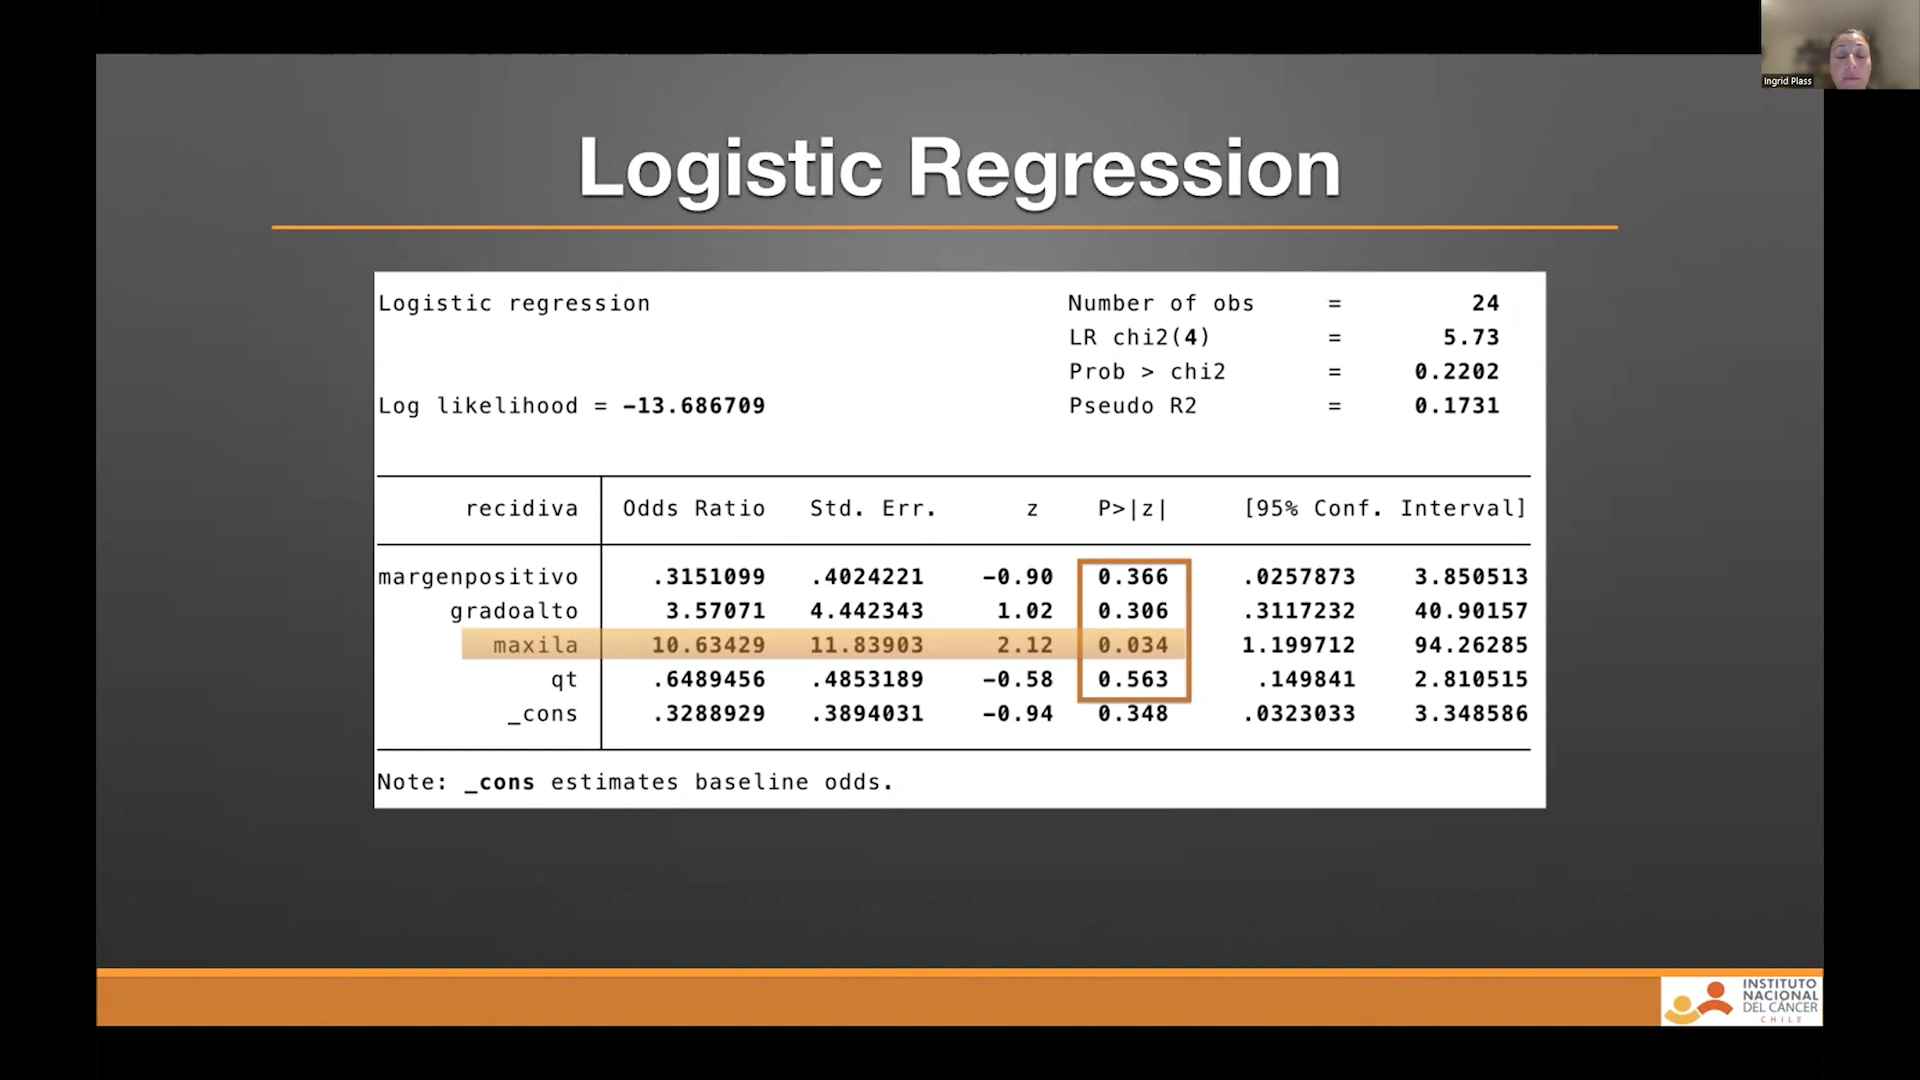 Ingrid Plass
Logistic Regression
Logistic regression Number of obs = 24
LR chi2(4) = 5.73
Prob > chi2 = 0.2202
Log likelihood = -13.686709 Pseudo R2 = 0.1731
recidiva Odds Ratio Std. Err. z P>|z| [95% Conf. Interval]
margenpositivo .3151099 .4024221 -0.90 0.366 .0257873 3.850513
gradoalto 3.57071 4.442343 1.02 0.306 .3117232 40.90157
maxila 10.63429 11.83903 2.12 0.034 1.199712 94.26285
qt .6489456 .4853189 -0.58 0.563 .149841 2.810515
_cons .3288929 .3894031 -0.94 0.348 .0323033 3.348586
Note: _cons estimates baseline odds.
INSTITUTO
NACIONAL
DEL CÁNCER
CHILE